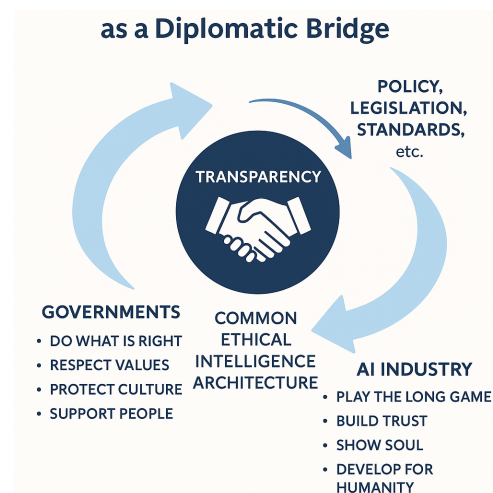 as a Diplomatic Bridge
POLICY,
LEGISLATION,
STANDARDS,
etc.
TRANSPARENCY
GOVERNMENTS
• DO WHAT IS RIGHT
• RESPECT VALUES
• PROTECT CULTURE
• SUPPORT PEOPLE
COMMON
ETHICAL
INTELLIGENCE
ARCHITECTURE
AI INDUSTRY
• PLAY THE LONG GAME
• BUILD TRUST
• SHOW SOUL
• DEVELOP FOR
HUMANITY